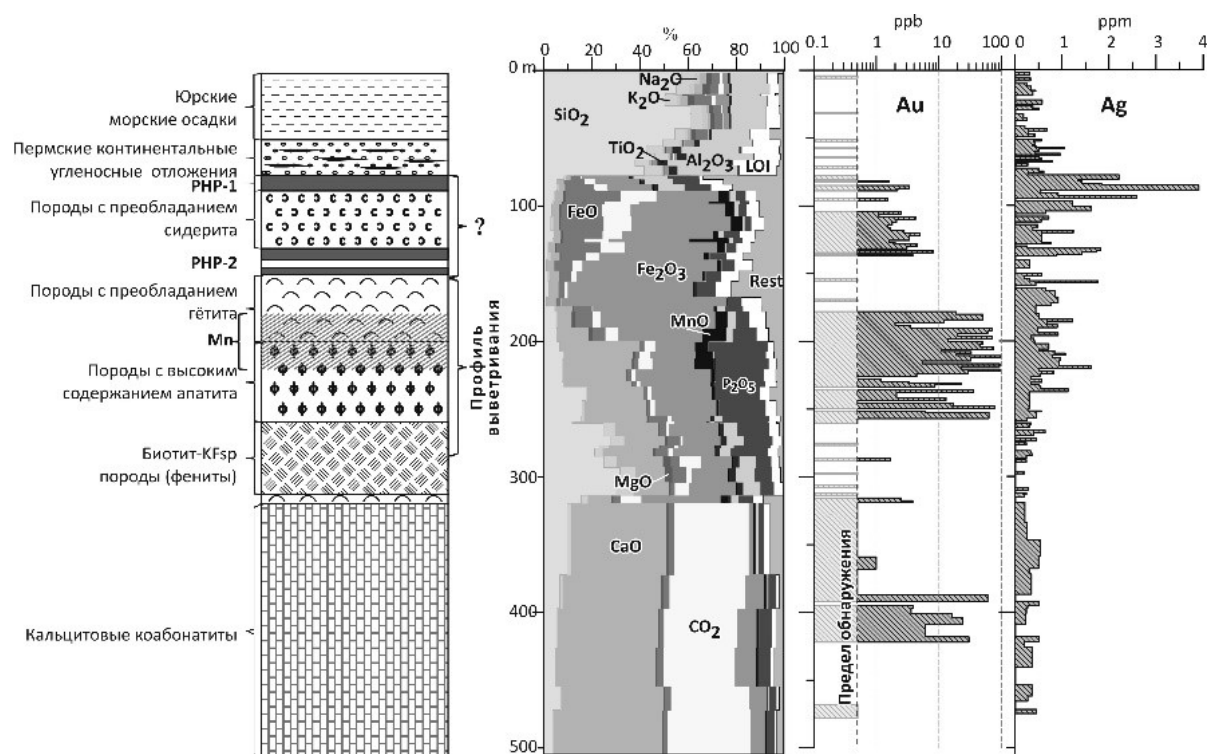 Юрские
морские осадки
Пермские континентальные
угленосные отложения
PHP-1
Породы с преобладанием
сидерита
PHP-2
Породы с преобладанием
гётита
Mn
Породы с высоким
содержанием апатита
Биотит-KFsp
породы (фениты)
Кальцитовые коабонатиты
?
Профиль
выветривания
%
0 20 40 60 80 100
0 m
100
200
300
400
500
Na₂O
K₂O
SiO₂
TiO₂
Al₂O₃
LOI
FeO
Fe₂O₃
Rest
MnO
P₂O₅
MgO
CaO
CO₂
ppb
0.1 1 10 100
Au
Предел обнаружения
ppm
0 1 2 3 4
Ag